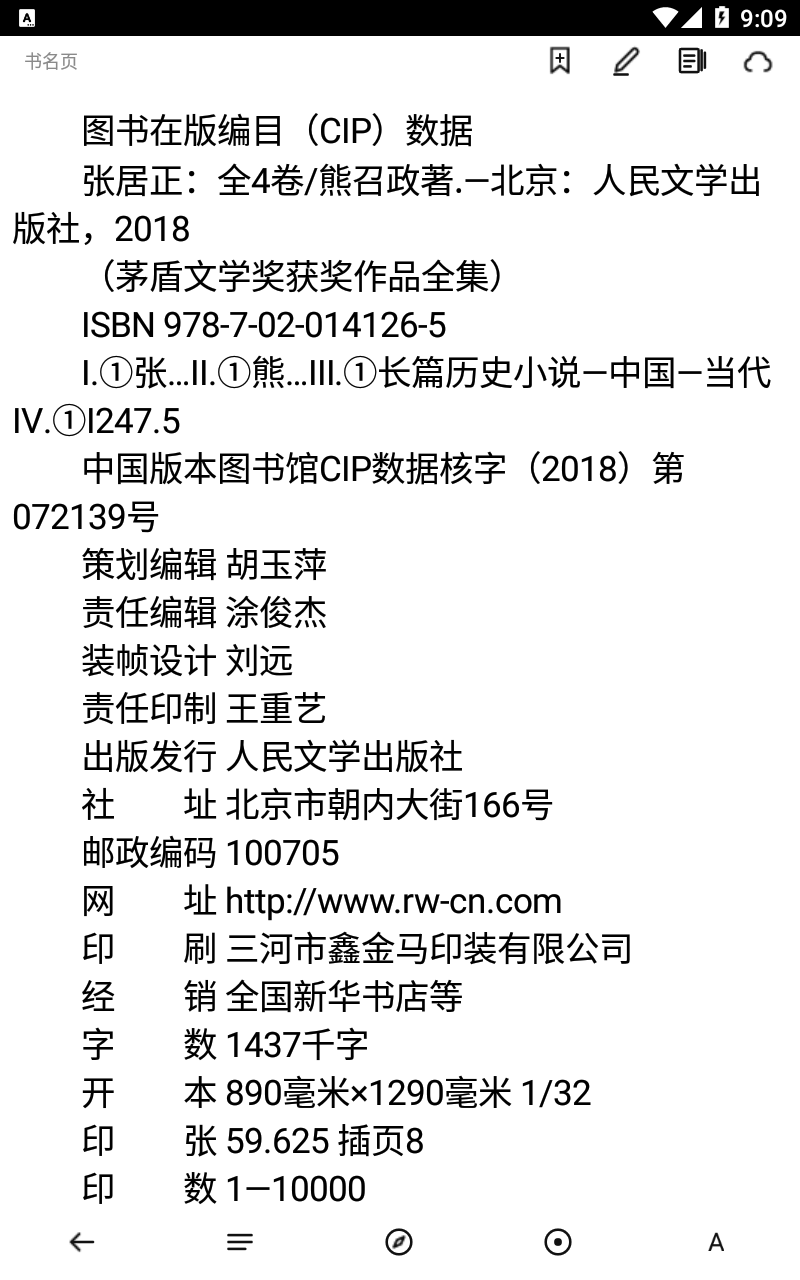 9:09
书名页
图书在版编目（CIP）数据
张居正：全4卷/熊召政著.—北京：人民文学出
版社，2018
（茅盾文学奖获奖作品全集）
ISBN 978-7-02-014126-5
I.①张…II.①熊…III.①长篇历史小说—中国—当代
IV.①I247.5
中国版本图书馆CIP数据核字（2018）第
072139号
策划编辑 胡玉萍
责任编辑 涂俊杰
装帧设计 刘远
责任印制 王重艺
出版发行 人民文学出版社
社　　址 北京市朝内大街166号
邮政编码 100705
网　　址 http://www.rw-cn.com
印　　刷 三河市鑫金马印装有限公司
经　　销 全国新华书店等
字　　数 1437千字
开　　本 890毫米×1290毫米 1/32
印　　张 59.625 插页8
印　　数 1—10000
A